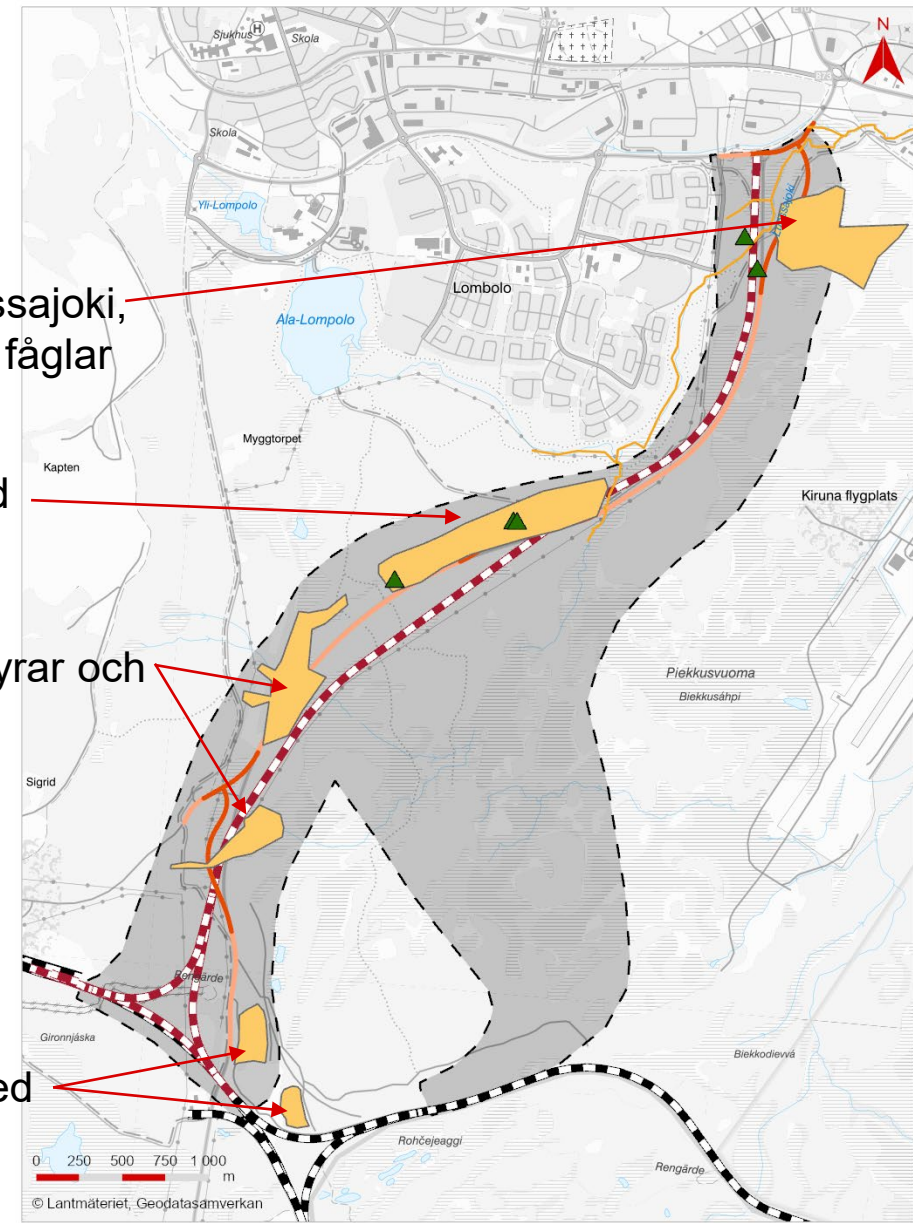 N
Sjukhus
H
Skola
873
Skola
Yli-Lompolo
Lombolo
ssajoki,
fåglar
Ala-Lompolo
Myggtorpet
Kapten
d
Kiruna flygplats
yrar och
Piekkusvuoma
Biekkusáhpi
Sigrid
Rengärde
Gironnjáska
Biekkodievvá
ed
Rohčejeaggi
Rengärde
0 250 500 750 1 000
m
© Lantmäteriet, Geodatasamverkan